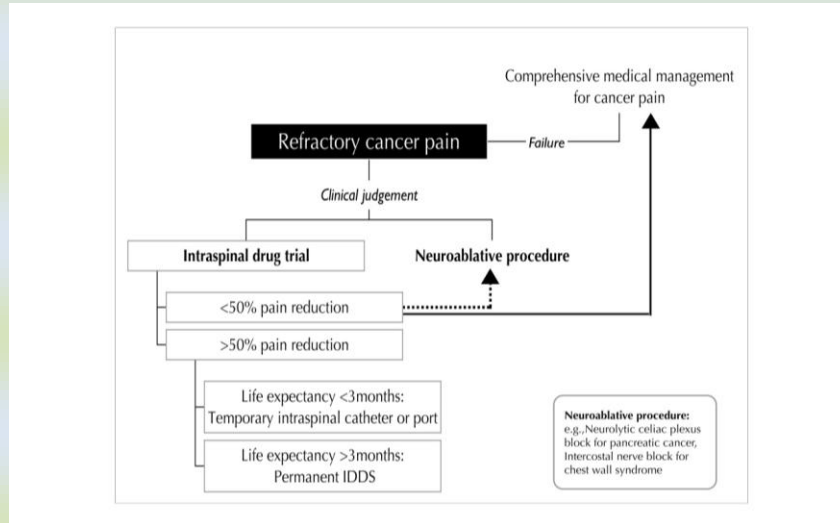 Comprehensive medical management
for cancer pain
Refractory cancer pain
Failure
Clinical judgement
Intraspinal drug trial
Neuroablative procedure
<50% pain reduction
>50% pain reduction
Life expectancy <3months:
Temporary intraspinal catheter or port
Life expectancy >3months:
Permanent IDDS
Neuroablative procedure:
e.g.,Neurolytic celiac plexus
block for pancreatic cancer,
Intercostal nerve block for
chest wall syndrome